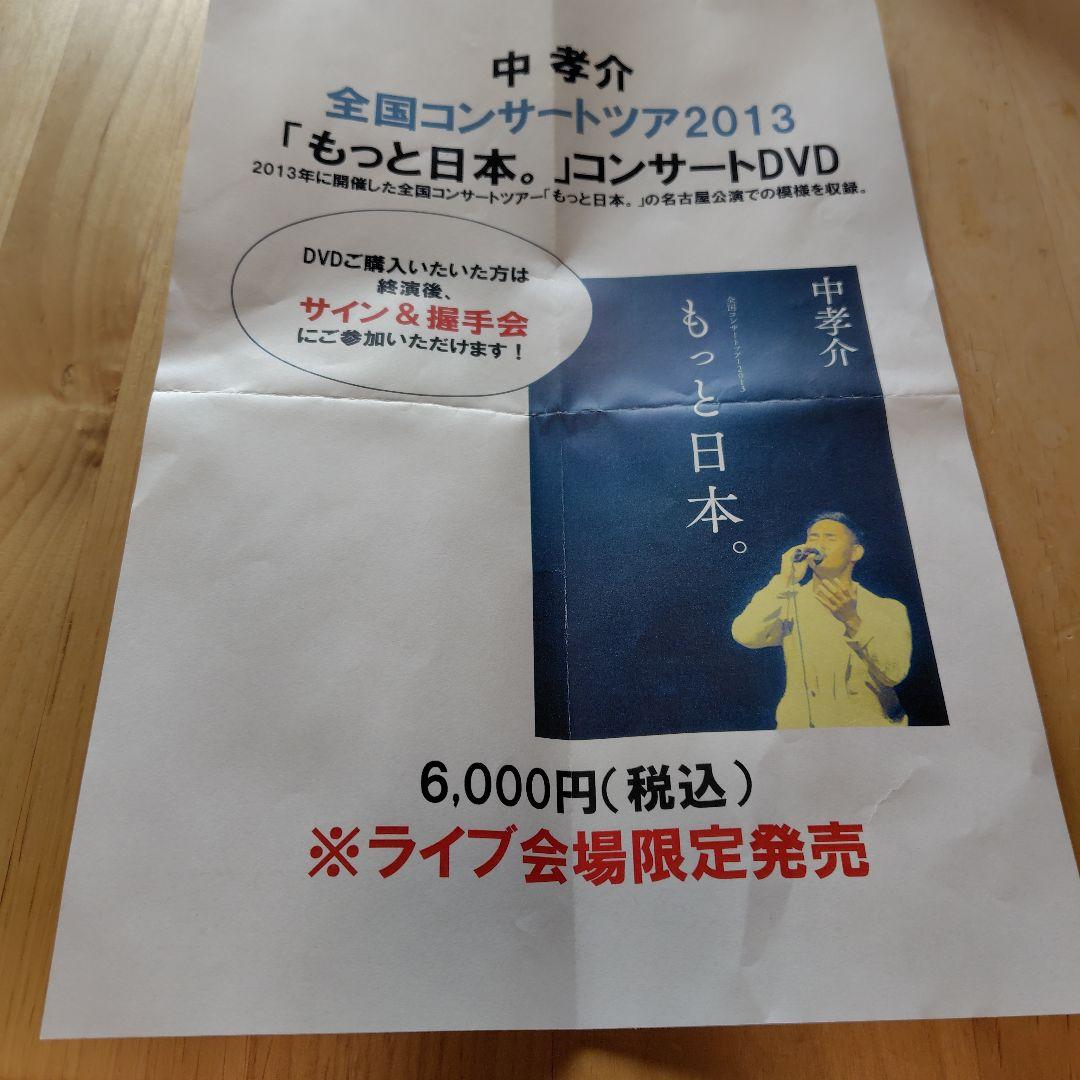 中 孝介
全国コンサートツア2013
「もっと日本。」コンサートDVD
2013年に開催した全国コンサートツアー「もっと日本。」の名古屋公演での模様を収録。
DVDご購入いたいた方は
終演後、
サイン＆握手会
にご参加いただけます！
中孝介
全国コンサートツアー2013
もっと日本。
6,000円（税込）
※ライブ会場限定発売